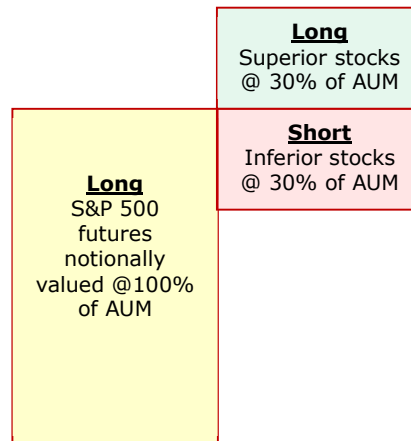 Long
Superior stocks
@ 30% of AUM
Short
Inferior stocks
@ 30% of AUM
Long
S&P 500
futures
notionally
valued @100%
of AUM